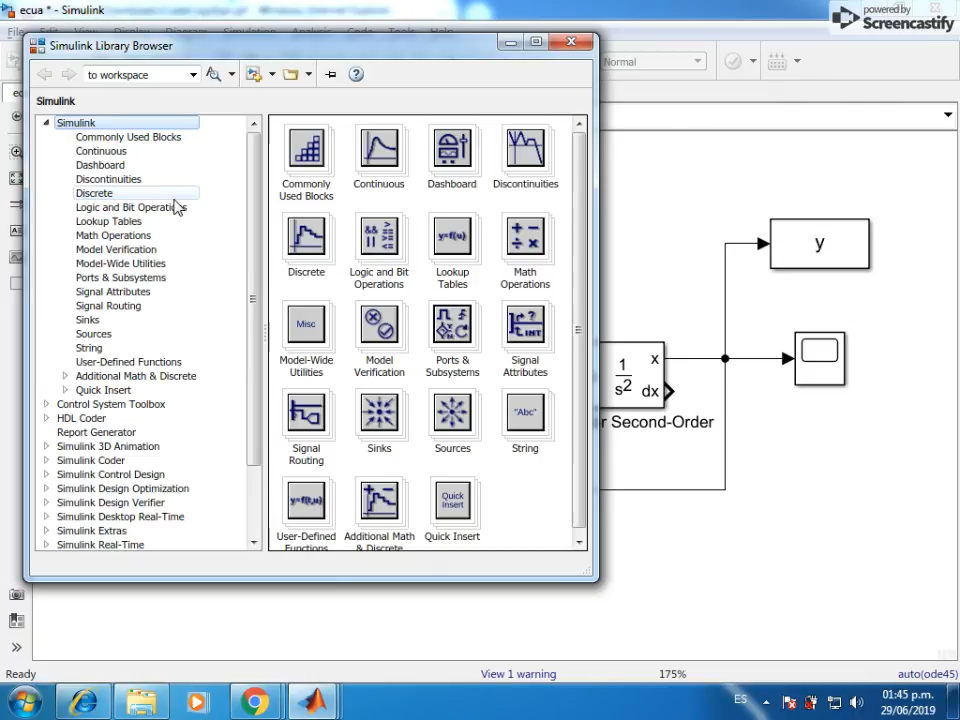 ecua * - Simulink
powered by
Screencastify
Simulink Library Browser
to workspace
Normal
Simulink
ec
Simulink
Commonly Used Blocks
Continuous
Dashboard
Discontinuities
Discrete
Logic and Bit Operations
Lookup Tables
Math Operations
Model Verification
Model-Wide Utilities
Ports & Subsystems
Signal Attributes
Signal Routing
Sinks
Sources
String
User-Defined Functions
Additional Math & Discrete
Quick Insert
Control System Toolbox
HDL Coder
Report Generator
Simulink 3D Animation
Simulink Coder
Simulink Control Design
Simulink Design Optimization
Simulink Design Verifier
Simulink Desktop Real-Time
Simulink Extras
Simulink Real-Time
Commonly
Used Blocks
Continuous
Dashboard
Discontinuities
y=f(u)
Discrete
Logic and Bit
Operations
Lookup
Tables
Math
Operations
Misc
Model-Wide
Utilities
Model
Verification
Ports &
Subsystems
Signal
Attributes
"Abc"
Signal
Routing
Sinks
Sources
String
y=f(t,u)
Quick
Insert
User-Defined
Functions
Additional Math
& Discrete
Quick Insert
y
1
s2
x
dx
r Second-Order
Ready
View 1 warning
175%
auto(ode45)
ES
01:45 p.m.
29/06/2019